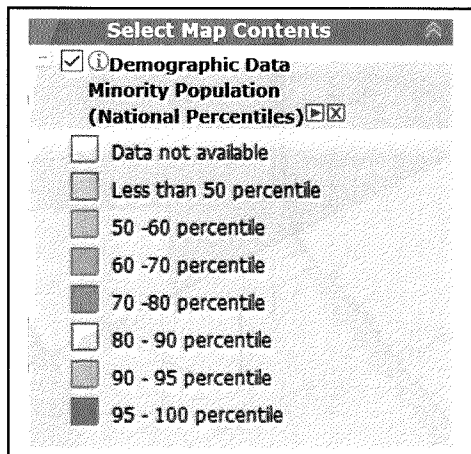 Select Map Contents
Demographic Data
Minority Population
(National Percentiles)
Data not available
Less than 50 percentile
50 -60 percentile
60 -70 percentile
70 -80 percentile
80 - 90 percentile
90 - 95 percentile
95 - 100 percentile